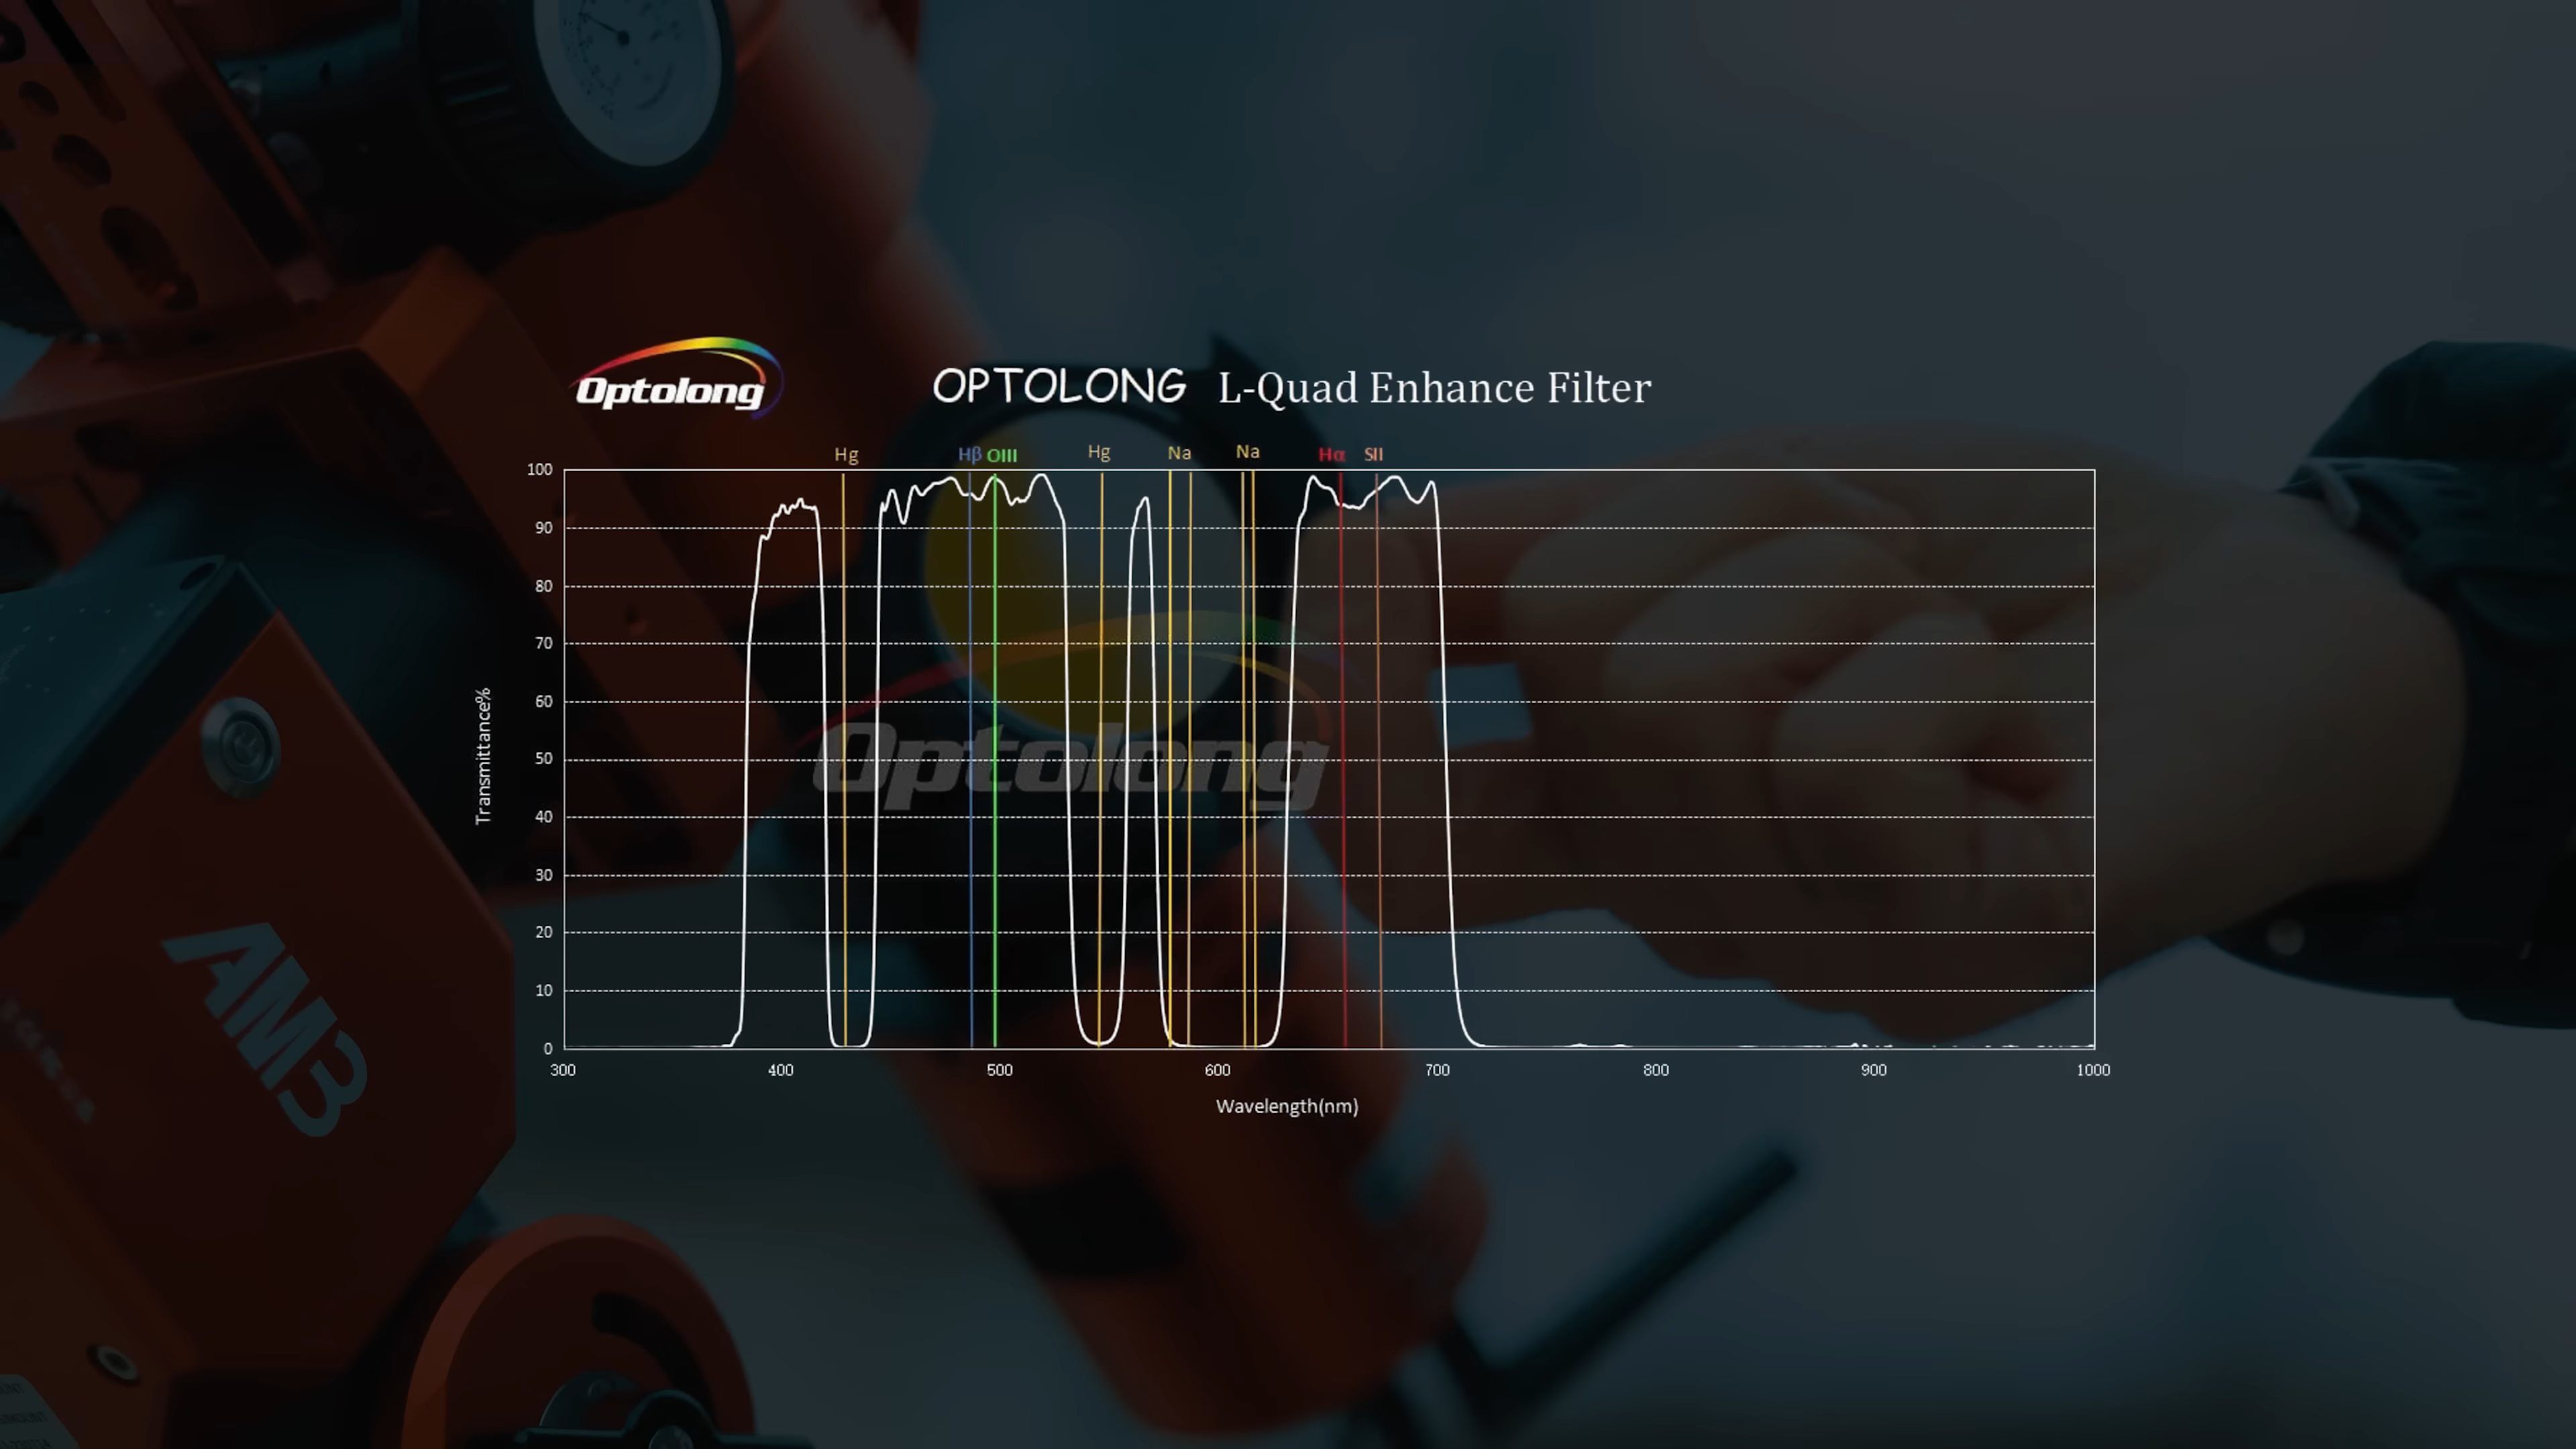 Optolong
OPTOLONG L-Quad Enhance Filter
Hg Hβ OIII Hg Na Na Hα SII
100
90
80
70
60
50
40
30
20
10
0
Transmittance%
Optolong
300 400 500 600 700 800 900 1000
Wavelength(nm)
AM3